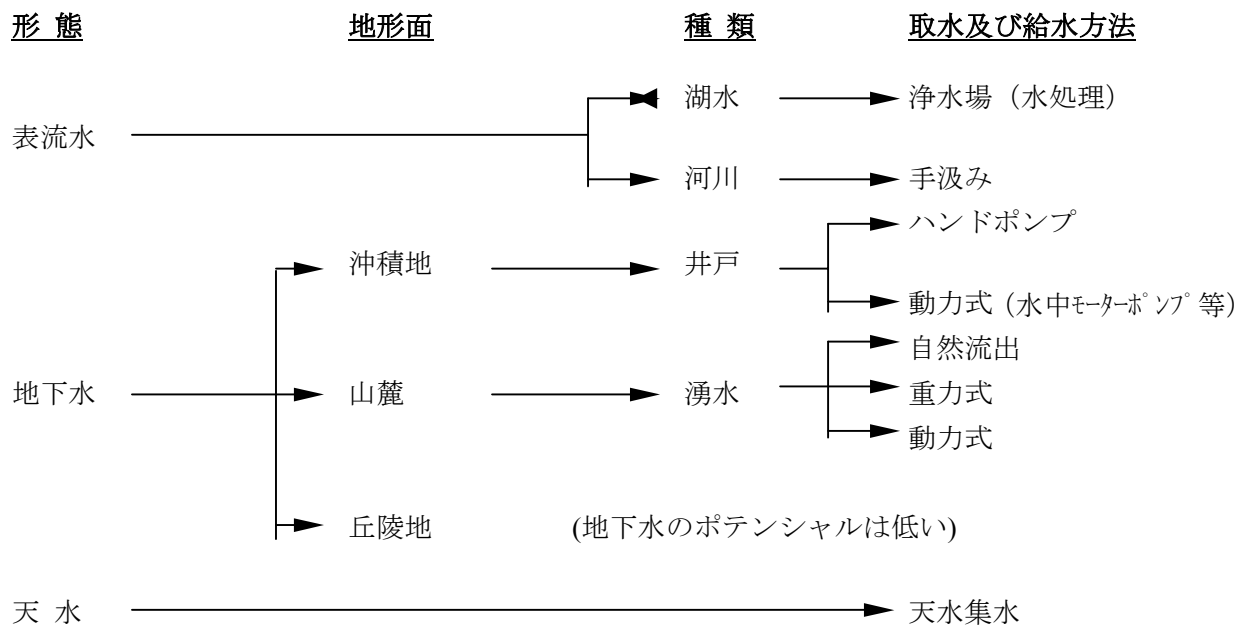 形 態 地形面 種 類 取水及び給水方法
湖水 浄水場（水処理）
表流水
河川 手汲み
ハンドポンプ
沖積地 井戸
動力式（水中ﾓｰﾀｰﾎﾟﾝﾌﾟ等）
自然流出
地下水 山麓 湧水 重力式
動力式
丘陵地 (地下水のポテンシャルは低い)
天 水 天水集水